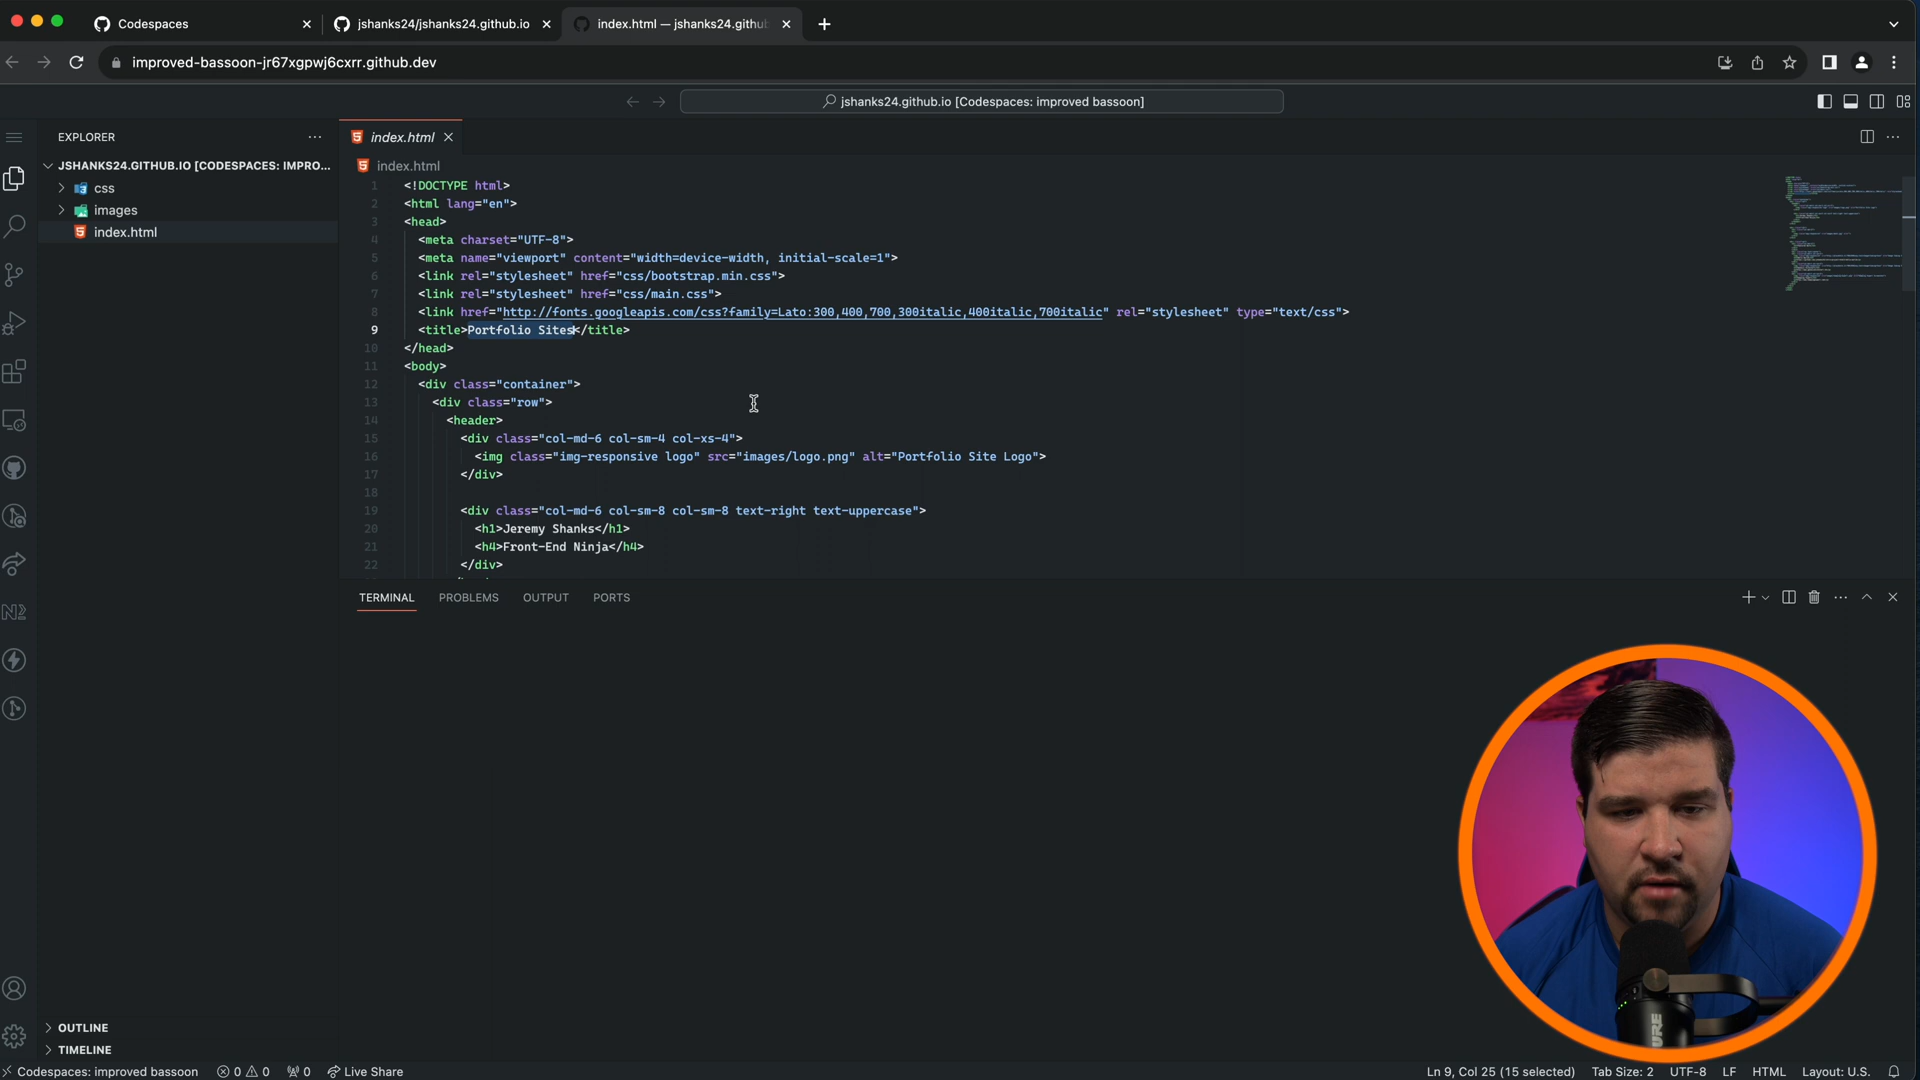 Codespaces
jshanks24/jshanks24.github.io
index.html — jshanks24.githu
improved-bassoon-jr67xgpwj6cxrr.github.dev
jshanks24.github.io [Codespaces: improved bassoon]
EXPLORER
JSHANKS24.GITHUB.IO [CODESPACES: IMPRO...
css
images
index.html
index.html
index.html
1 <!DOCTYPE html>
2 <html lang="en">
3 <head>
4 <meta charset="UTF-8">
5 <meta name="viewport" content="width=device-width, initial-scale=1">
6 <link rel="stylesheet" href="css/bootstrap.min.css">
7 <link rel="stylesheet" href="css/main.css">
8 <link href="http://fonts.googleapis.com/css?family=Lato:300,400,700,300italic,400italic,700italic" rel="stylesheet" type="text/css">
9 <title>Portfolio Sites</title>
10 </head>
11 <body>
12 <div class="container">
13 <div class="row">
14 <header>
15 <div class="col-md-6 col-sm-4 col-xs-4">
16 <img class="img-responsive logo" src="images/logo.png" alt="Portfolio Site Logo">
17 </div>
18
19 <div class="col-md-6 col-sm-8 col-sm-8 text-right text-uppercase">
20 <h1>Jeremy Shanks</h1>
21 <h4>Front-End Ninja</h4>
22 </div>
TERMINAL PROBLEMS OUTPUT PORTS
OUTLINE
TIMELINE
Codespaces: improved bassoon 0 0 0 Live Share
Ln 9, Col 25 (15 selected) Tab Size: 2 UTF-8 LF HTML Layout: U.S.